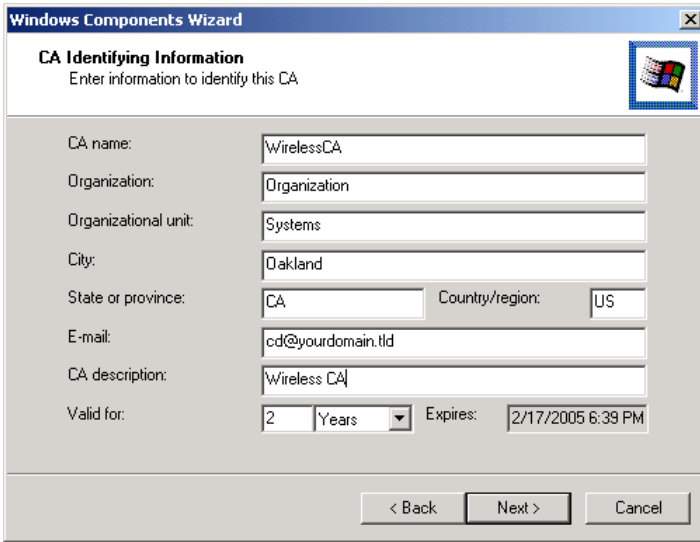 Windows Components Wizard
CA Identifying Information
Enter information to identify this CA
CA name: WirelessCA
Organization: Organization
Organizational unit: Systems
City: Oakland
State or province: CA Country/region: US
E-mail: cd@yourdomain.tld
CA description: Wireless CA
Valid for: 2 Years Expires: 2/17/2005 6:39 PM
< Back Next > Cancel